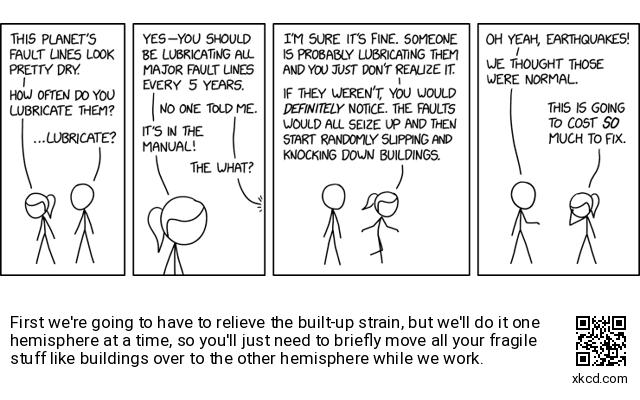 THIS PLANET'S
FAULT LINES LOOK
PRETTY DRY.
HOW OFTEN DO YOU
LUBRICATE THEM?
...LUBRICATE?
YES—YOU SHOULD
BE LUBRICATING ALL
MAJOR FAULT LINES
EVERY 5 YEARS.
NO ONE TOLD ME.
IT'S IN THE
MANUAL!
THE WHAT?
I'M SURE IT'S FINE. SOMEONE
IS PROBABLY LUBRICATING THEM
AND YOU JUST DON'T REALIZE IT.
IF THEY WEREN'T, YOU WOULD
DEFINITELY NOTICE. THE FAULTS
WOULD ALL SEIZE UP AND THEN
START RANDOMLY SLIPPING AND
KNOCKING DOWN BUILDINGS.
OH YEAH, EARTHQUAKES!
WE THOUGHT THOSE
WERE NORMAL.
THIS IS GOING
TO COST SO
MUCH TO FIX.
First we're going to have to relieve the built-up strain, but we'll do it one
hemisphere at a time, so you'll just need to briefly move all your fragile
stuff like buildings over to the other hemisphere while we work.
xkcd.com